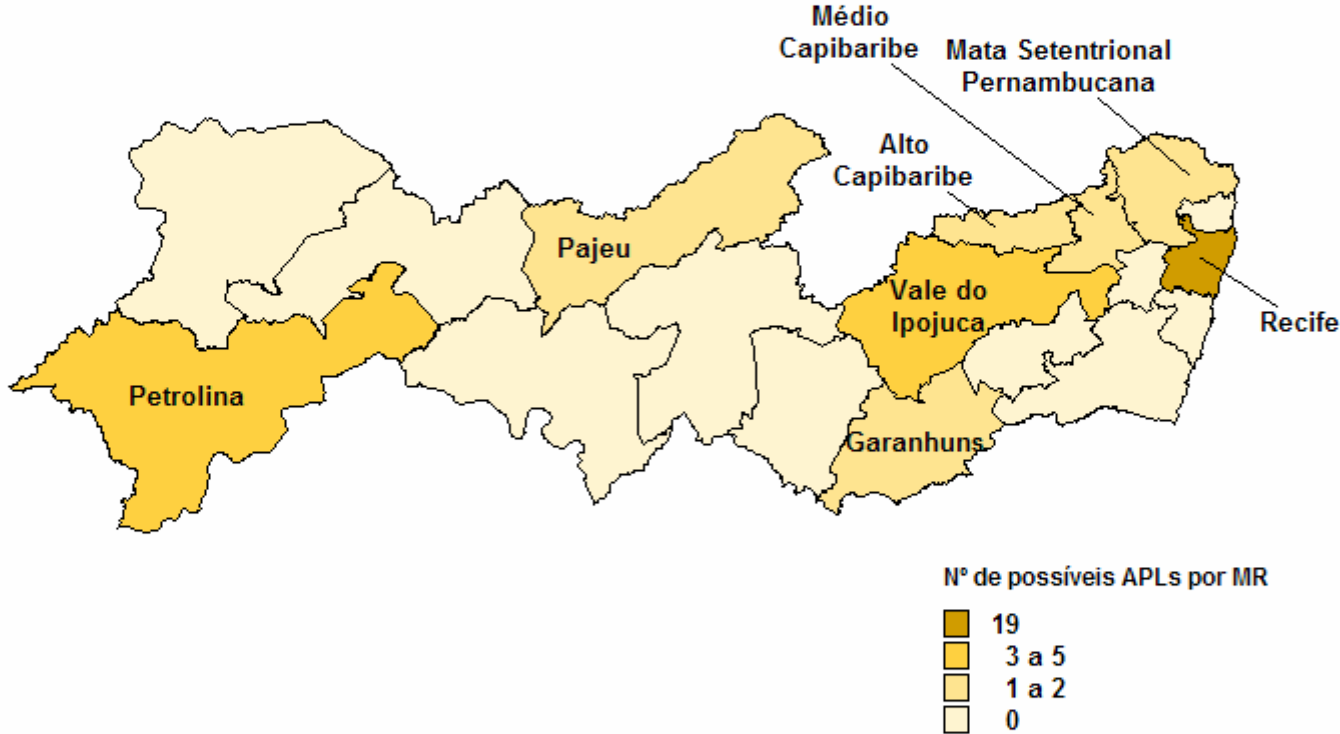 Médio
Capibaribe
Mata Setentrional
Pernambucana
Alto
Capibaribe
Pajeu
Vale do
Ipojuca
Recife
Petrolina
Garanhuns
Nº de possíveis APLs por MR
19
3 a 5
1 a 2
0